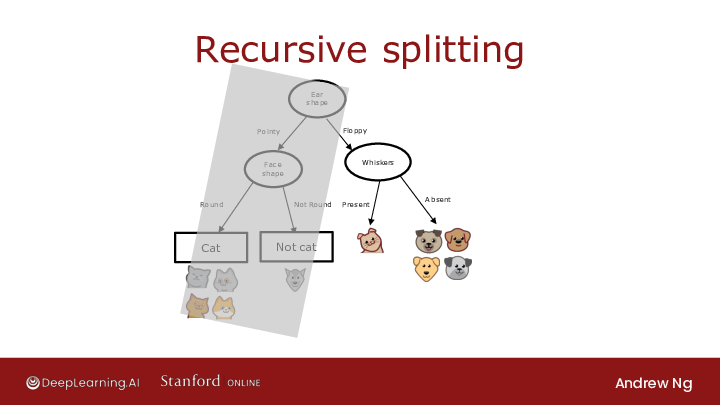 Recursive splitting
Ear
shape
Pointy
Floppy
Face
shape
Whiskers
Round
Not Round
Present
Absent
Cat
Not cat
DeepLearning.AI
Stanford ONLINE
Andrew Ng